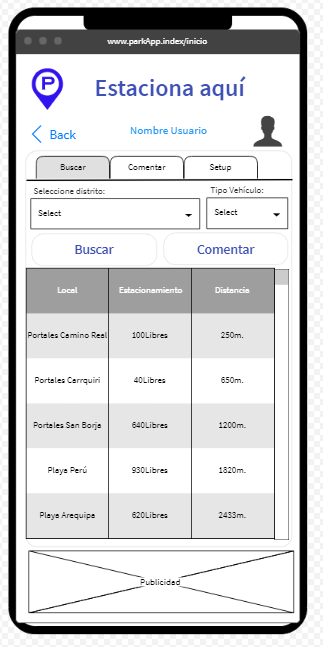 www.parkApp.index/inicio
P
Estaciona aquí
Back
Nombre Usuario
Buscar Comentar Setup
Seleccione distrito: Tipo Vehículo:
Select Select
Buscar Comentar
Local Estacionamiento Distancia
Portales Camino Real 100Libres 250m.
Portales Carrquiri 40Libres 650m.
Portales San Borja 640Libres 1200m.
Playa Perú 930Libres 1820m.
Playa Arequipa 620Libres 2433m.
Publicidad